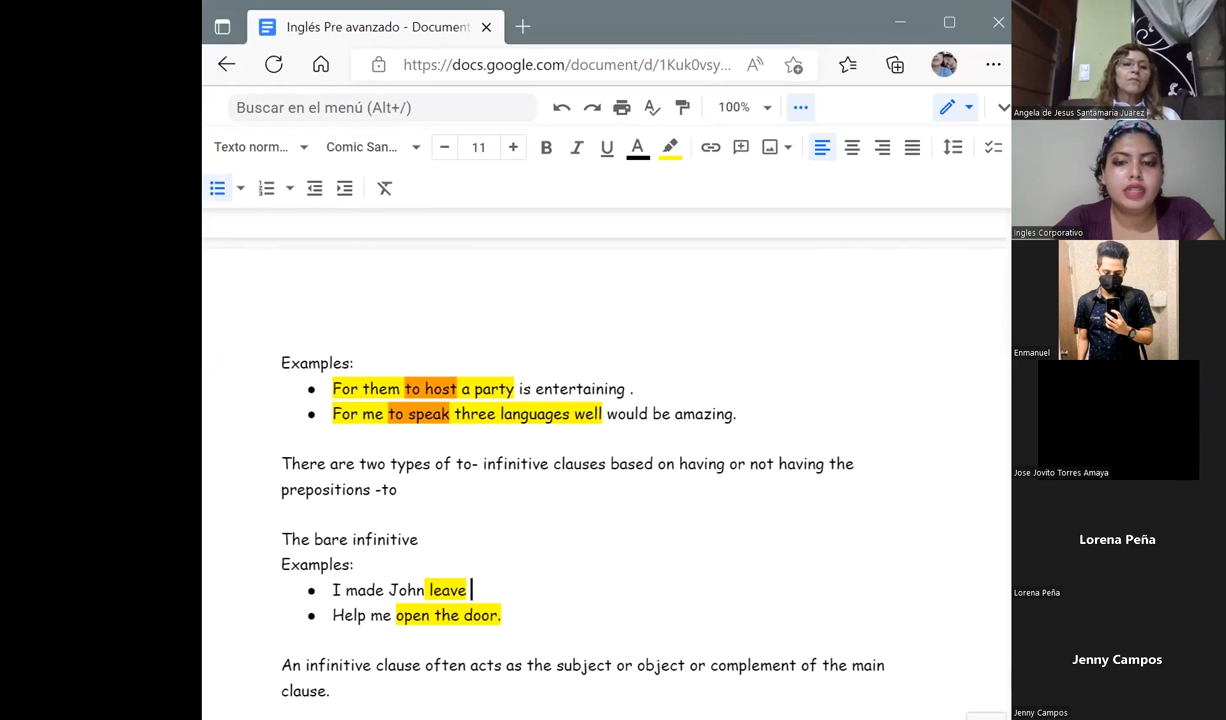 Inglés Pre avanzado - Document
https://docs.google.com/document/d/1Kuk0vsy...
Buscar en el menú (Alt+/)
100%
Texto norm...
Comic San...
11
Examples:
For them to host a party is entertaining .
For me to speak three languages well would be amazing.
There are two types of to- infinitive clauses based on having or not having the
prepositions -to
The bare infinitive
Examples:
I made John leave
Help me open the door.
An infinitive clause often acts as the subject or object or complement of the main
clause.
Angela de Jesus Santamaria Juarez
Ingles Corporativo
Enmanuel
Jose Jovito Torres Amaya
Lorena Peña
Lorena Peña
Jenny Campos
Jenny Campos